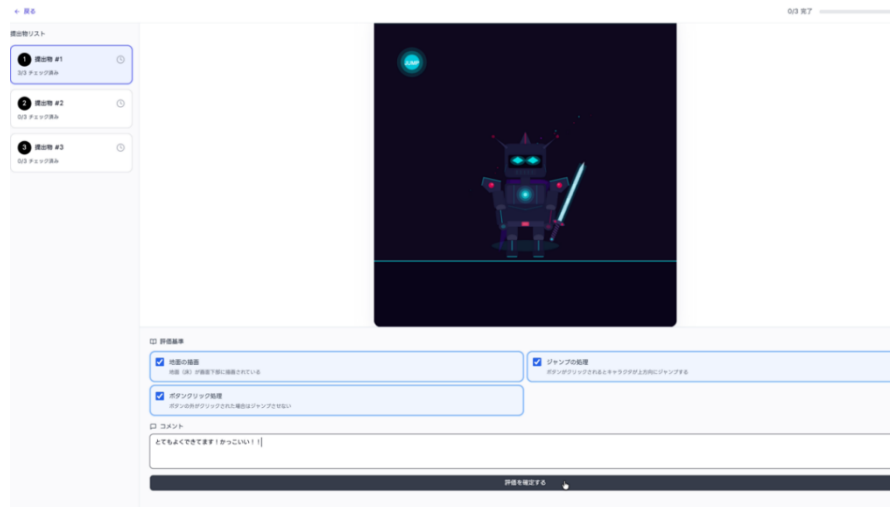 ← 戻る
0/3 完了
提出物リスト
1 提出物 #1
3/3 チェック済み
2 提出物 #2
0/3 チェック済み
3 提出物 #3
0/3 チェック済み
JUMP
評価基準
地面の描画
地面（床）が画面下部に描画されている
ジャンプの処理
ボタンがクリックされるとキャラクタが上方向にジャンプする
ボタンクリック処理
ボタンの外がクリックされた場合はジャンプさせない
コメント
とてもよくできてます！かっこいい！！
評価を確定する